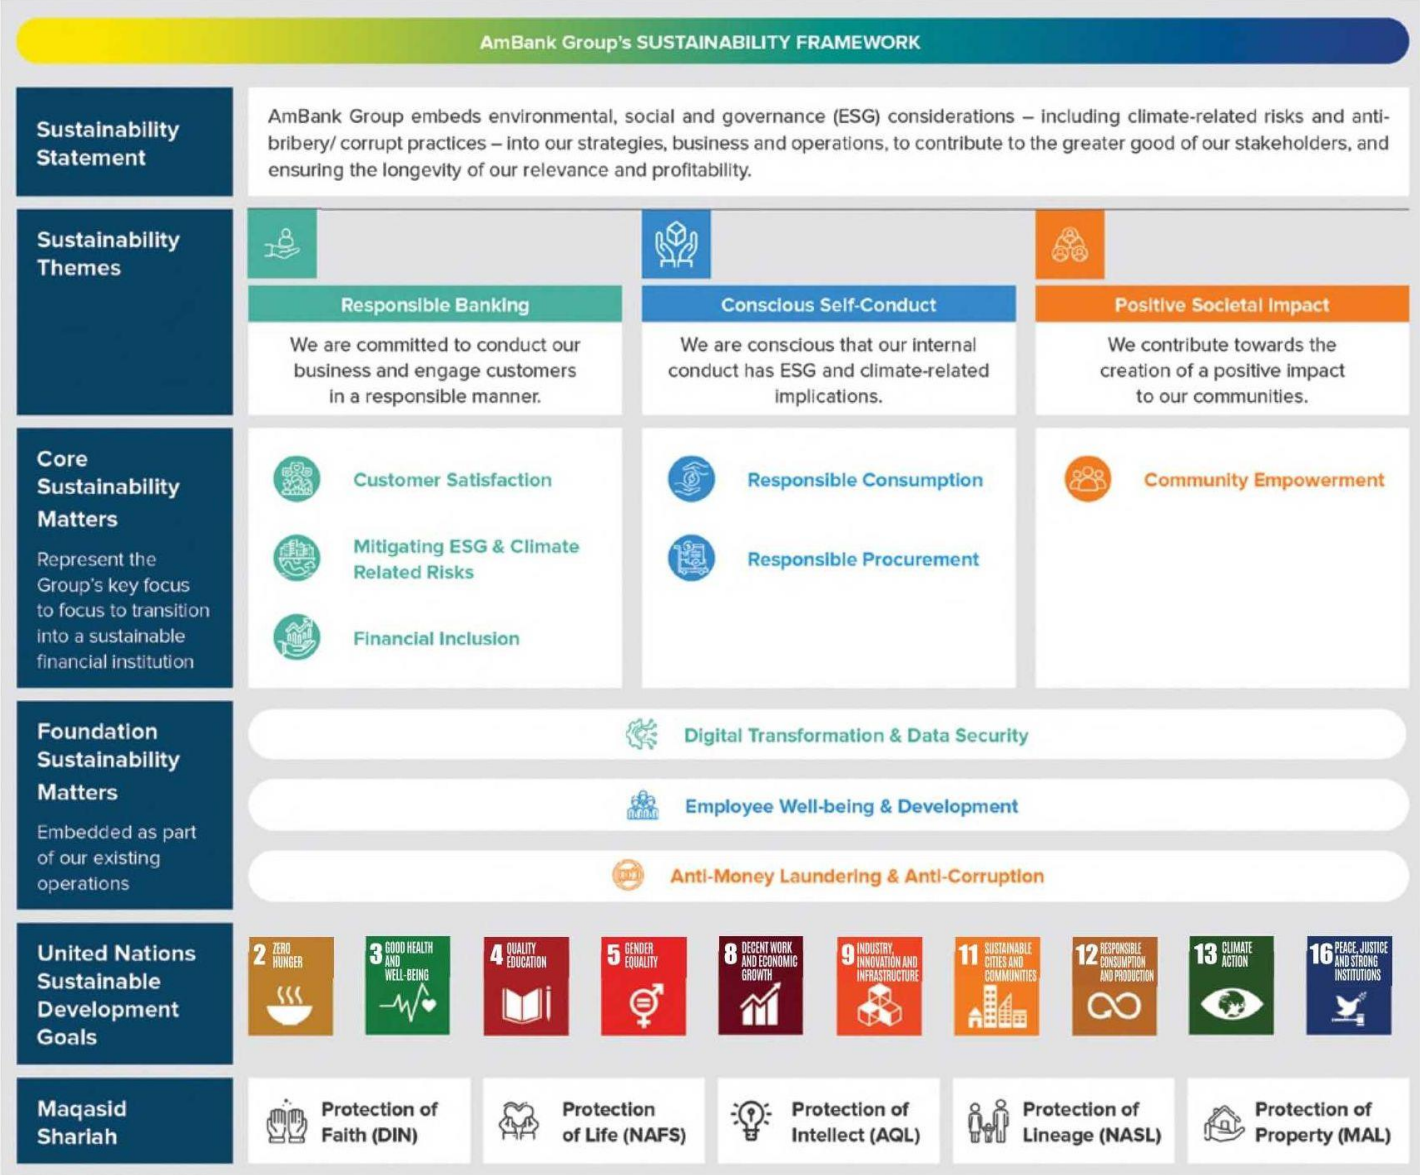 AmBank Group's SUSTAINABILITY FRAMEWORK
Sustainability
Statement
AmBank Group embeds environmental, social and governance (ESG) considerations – including climate-related risks and anti-
bribery/ corrupt practices – into our strategies, business and operations, to contribute to the greater good of our stakeholders, and
ensuring the longevity of our relevance and profitability.
Sustainability
Themes
Responsible Banking
We are committed to conduct our
business and engage customers
in a responsible manner.
Conscious Self-Conduct
We are conscious that our internal
conduct has ESG and climate-related
implications.
Positive Societal Impact
We contribute towards the
creation of a positive impact
to our communities.
Core
Sustainability
Matters
Represent the
Group's key focus
to focus to transition
into a sustainable
financial institution
Customer Satisfaction
Mitigating ESG & Climate
Related Risks
Financial Inclusion
Responsible Consumption
Responsible Procurement
Community Empowerment
Foundation
Sustainability
Matters
Embedded as part
of our existing
operations
Digital Transformation & Data Security
Employee Well-being & Development
Anti-Money Laundering & Anti-Corruption
United Nations
Sustainable
Development
Goals
2 ZERO
HUNGER
3 GOOD HEALTH
AND
WELL-BEING
4 QUALITY
EDUCATION
5 GENDER
EQUALITY
8 DECENT WORK
AND ECONOMIC
GROWTH
9 INDUSTRY,
INNOVATION AND
INFRASTRUCTURE
11 SUSTAINABLE
CITIES AND
COMMUNITIES
12 RESPONSIBLE
CONSUMPTION
AND PRODUCTION
13 CLIMATE
ACTION
16 PEACE, JUSTICE
AND STRONG
INSTITUTIONS
Maqasid
Shariah
Protection of
Faith (DIN)
Protection
of Life (NAFS)
Protection of
Intellect (AQL)
Protection of
Lineage (NASL)
Protection of
Property (MAL)